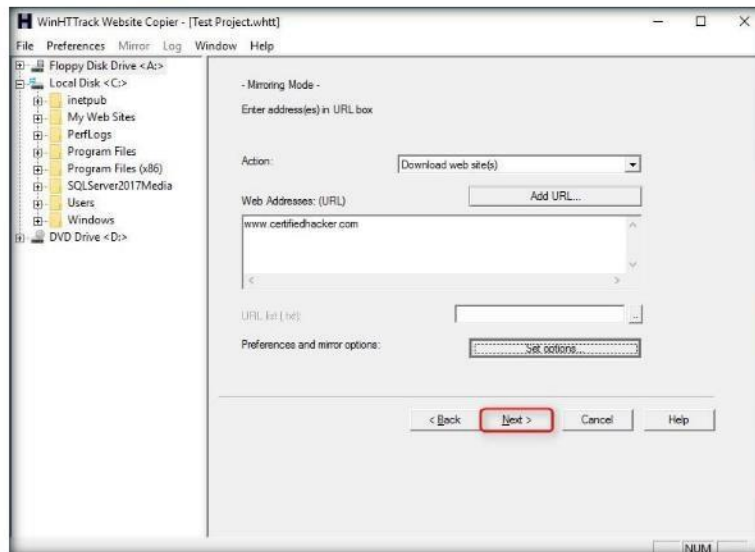 WinHTTrack Website Copier - [Test Project.whtt]
File Preferences Mirror Log Window Help
Floppy Disk Drive <A:>
Local Disk <C:>
inetpub
My Web Sites
PerfLogs
Program Files
Program Files (x86)
SQLServer2017Media
Users
Windows
DVD Drive <D:>
- Mirroring Mode -
Enter address(es) in URL box
Action: Download web site(s)
Web Addresses: (URL) Add URL...
www.certifiedhacker.com
URL list (.txt): ..
Preferences and mirror options: Set options...
< Back Next > Cancel Help
NUM